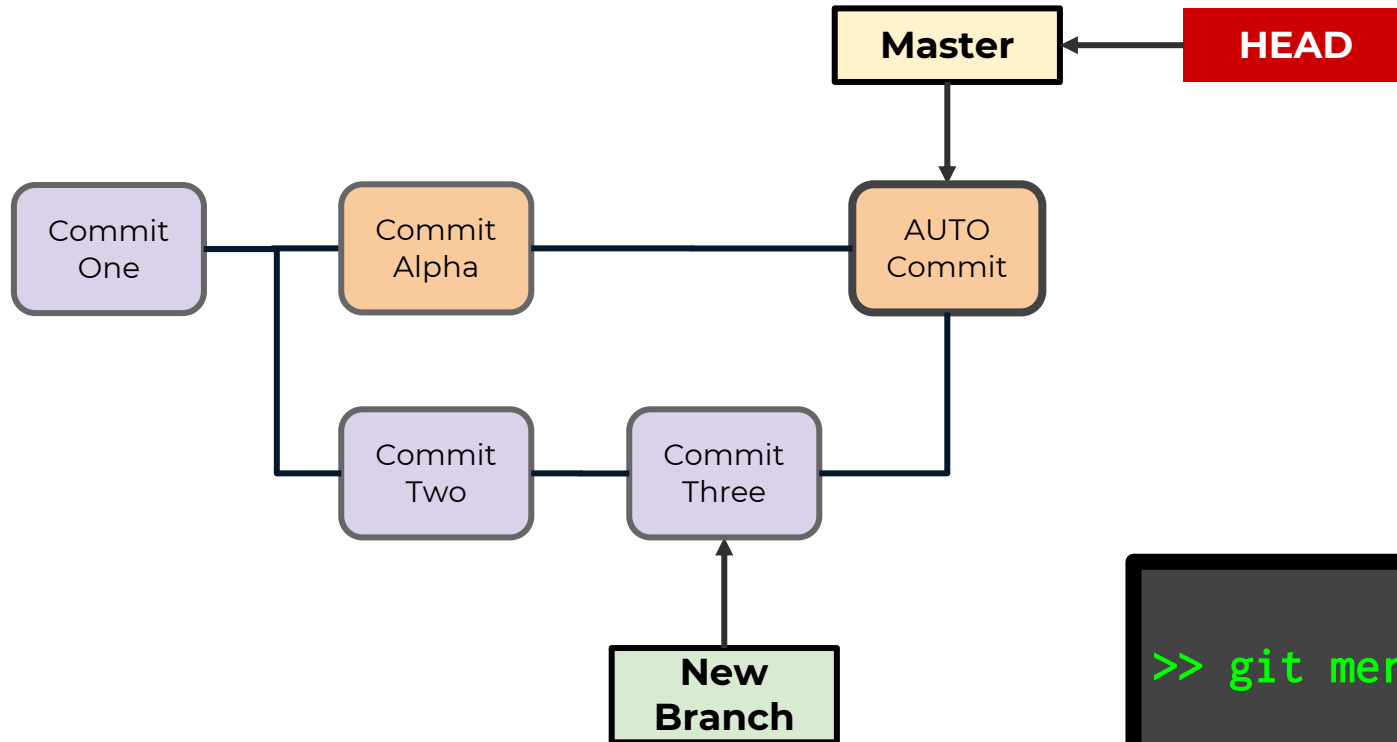 Master
HEAD
Commit
One
Commit
Alpha
AUTO
Commit
Commit
Two
Commit
Three
New
Branch
>> git mer